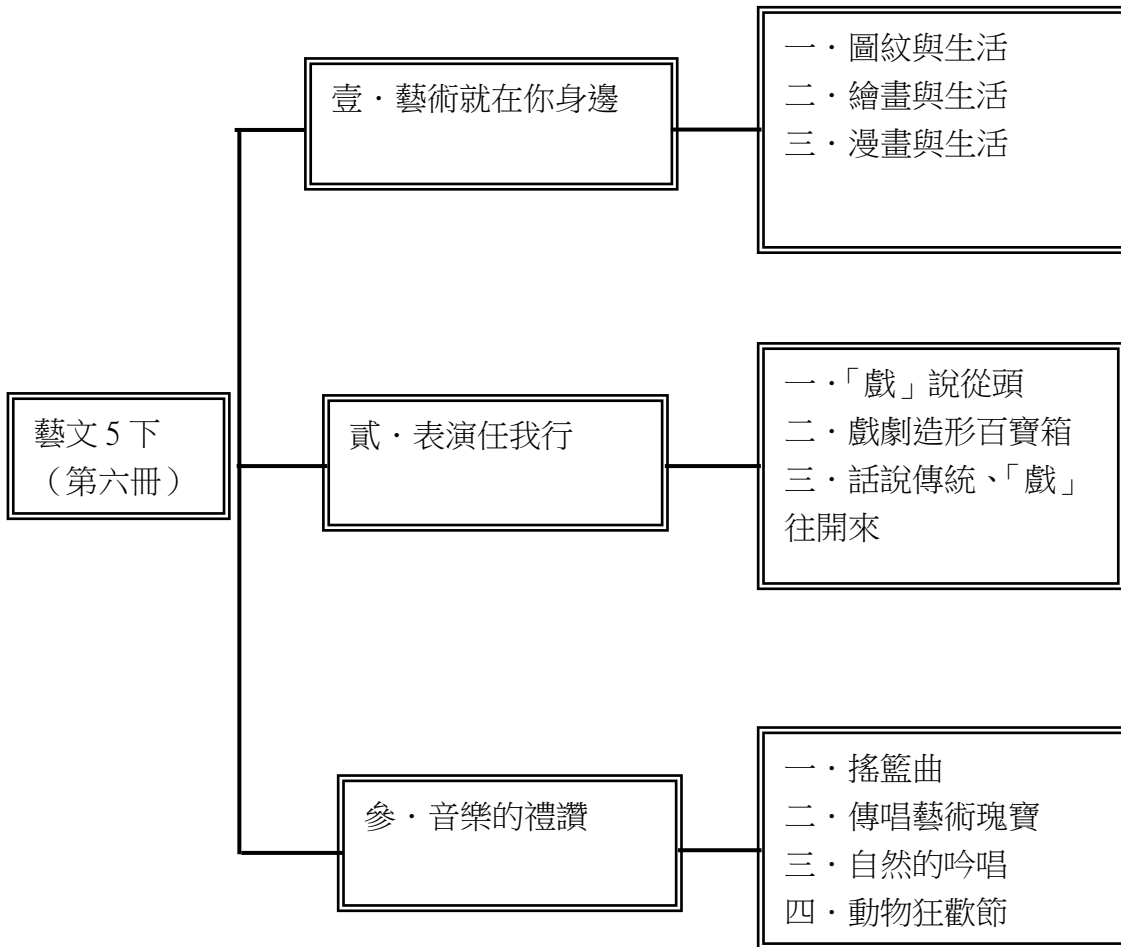 藝文 5 下
（第六冊）
壹．藝術就在你身邊
一．圖紋與生活
二．繪畫與生活
三．漫畫與生活
貳．表演任我行
一．「戲」說從頭
二．戲劇造形百寶箱
三．話說傳統、「戲」
往開來
參．音樂的禮讚
一．搖籃曲
二．傳唱藝術瑰寶
三．自然的吟唱
四．動物狂歡節